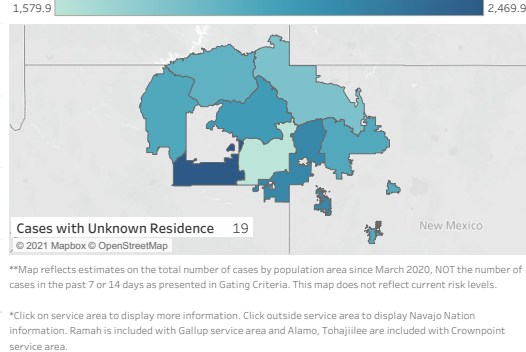 1,579.9 2,469.9
New Mexico
Cases with Unknown Residence 19
© 2021 Mapbox © OpenStreetMap
**Map reflects estimates on the total number of cases by population area since March 2020, NOT the number of
cases in the past 7 or 14 days as presented in Gating Criteria. This map does not reflect current risk levels.
*Click on service area to display more information. Click outside service area to display Navajo Nation
information. Ramah is included with Gallup service area and Alamo, Tohajiilee are included with Crownpoint
service area.